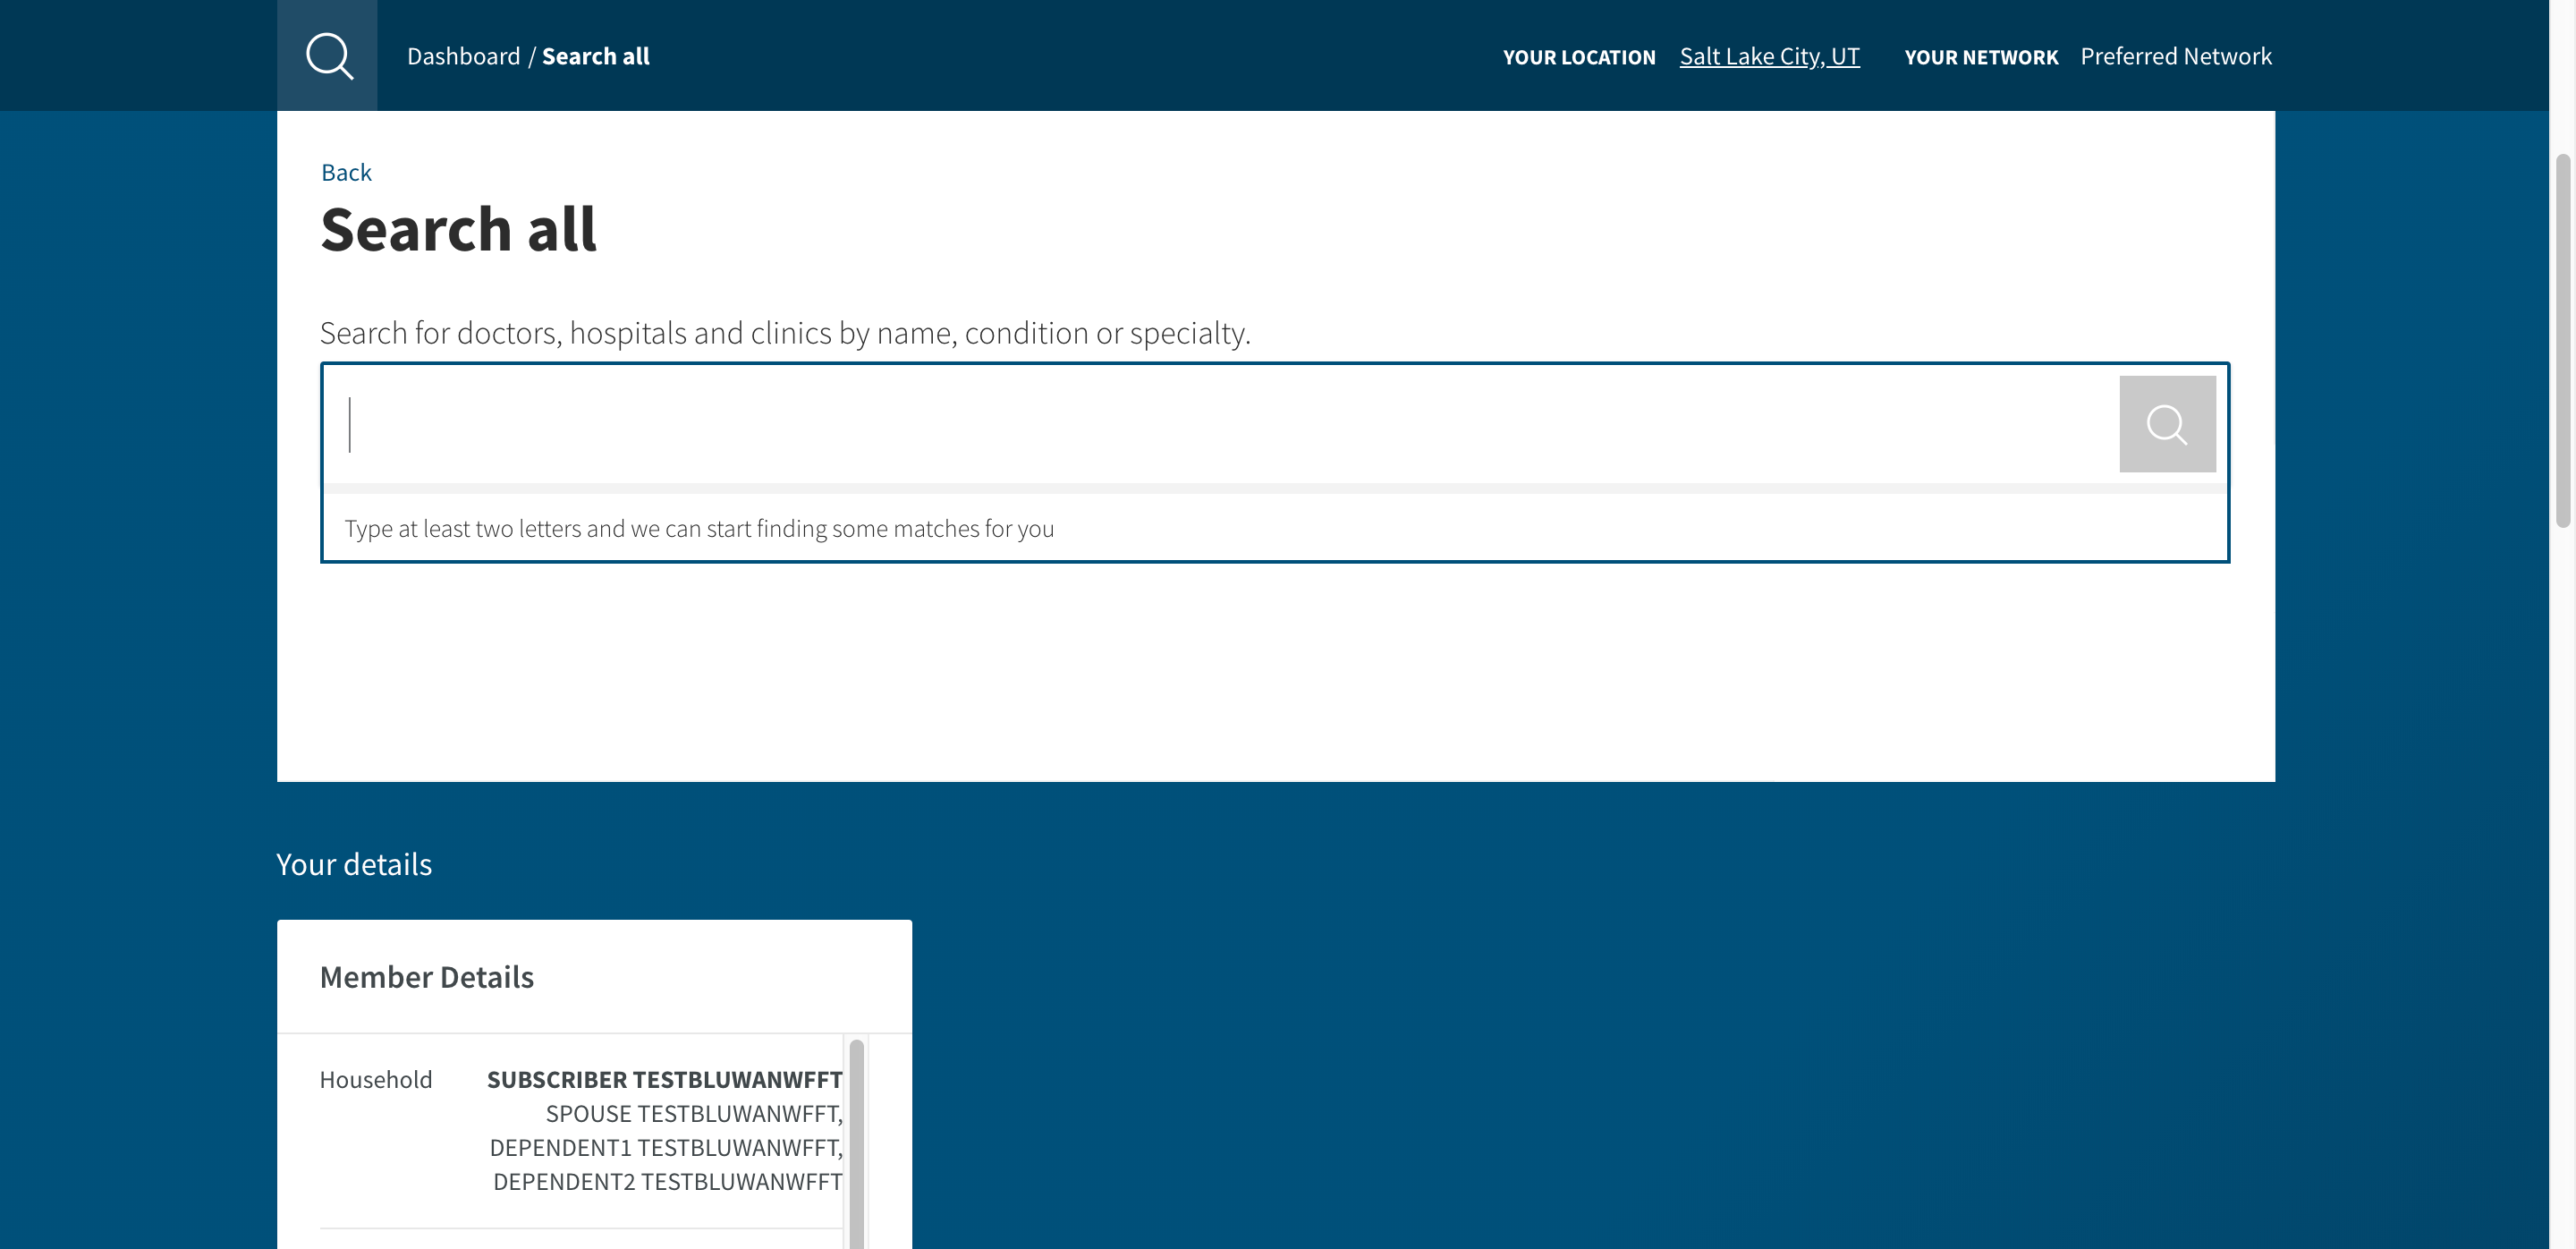 Dashboard / Search all
YOUR LOCATION Salt Lake City, UT YOUR NETWORK Preferred Network
Back
Search all
Search for doctors, hospitals and clinics by name, condition or specialty.
Type at least two letters and we can start finding some matches for you
Your details
Member Details
Household
SUBSCRIBER TESTBLUWANWFFT
SPOUSE TESTBLUWANWFFT,
DEPENDENT1 TESTBLUWANWFFT,
DEPENDENT2 TESTBLUWANWFFT